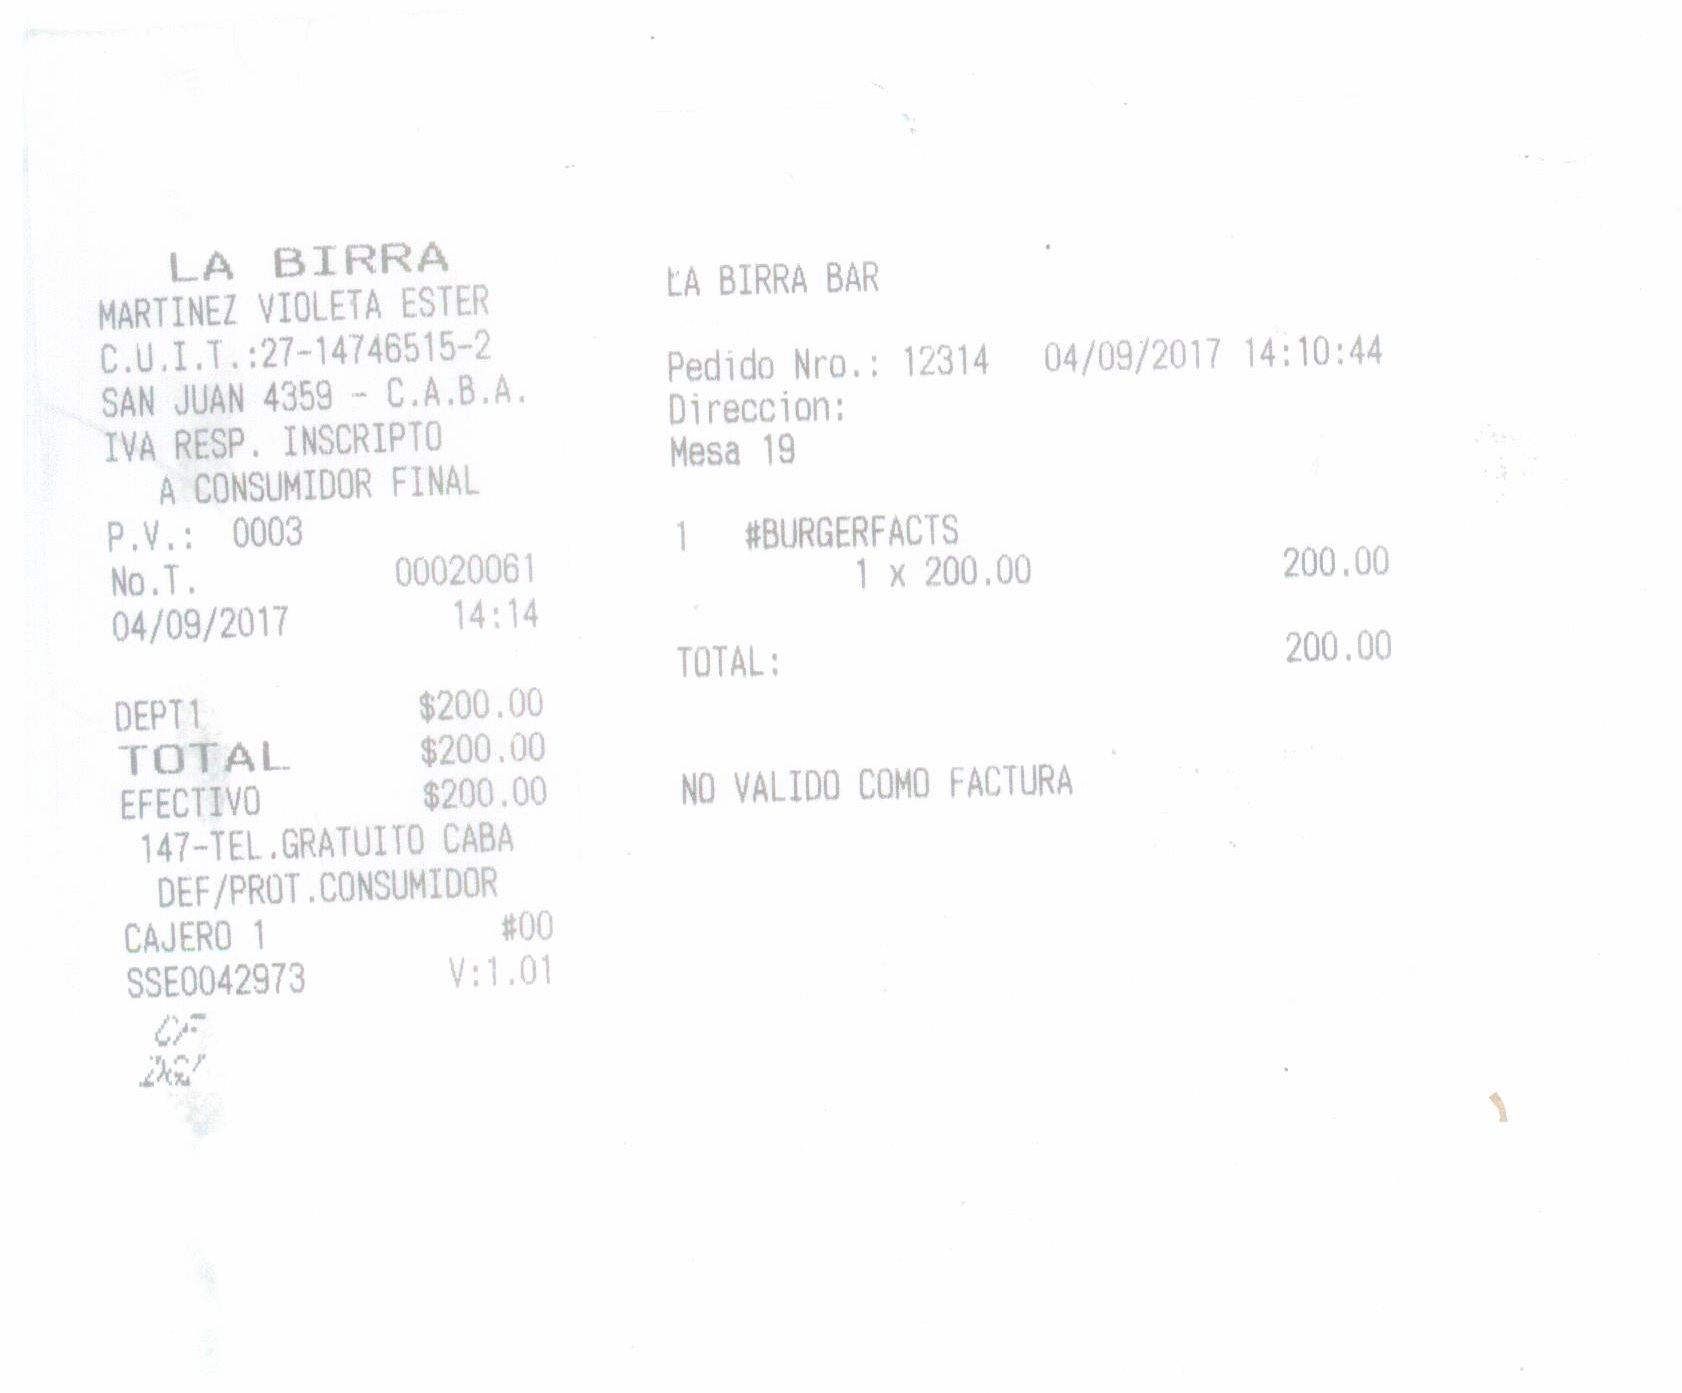 LA BIRRA
MARTINEZ VIOLETA ESTER
C.U.I.T.:27-14746515-2
SAN JUAN 4359 - C.A.B.A.
IVA RESP. INSCRIPTO
A CONSUMIDOR FINAL
P.V.: 0003
No.T. 00020061
04/09/2017 14:14
DEPT1 $200.00
TOTAL $200.00
EFECTIVO $200.00
147-TEL.GRATUITO CABA
DEF/PROT.CONSUMIDOR
CAJERO 1 #00
SSE0042973 V:1.01
CF
DGI
LA BIRRA BAR
Pedido Nro.: 12314 04/09/2017 14:10:44
Direccion:
Mesa 19
1 #BURGERFACTS
1 x 200.00 200.00
TOTAL: 200.00
NO VALIDO COMO FACTURA